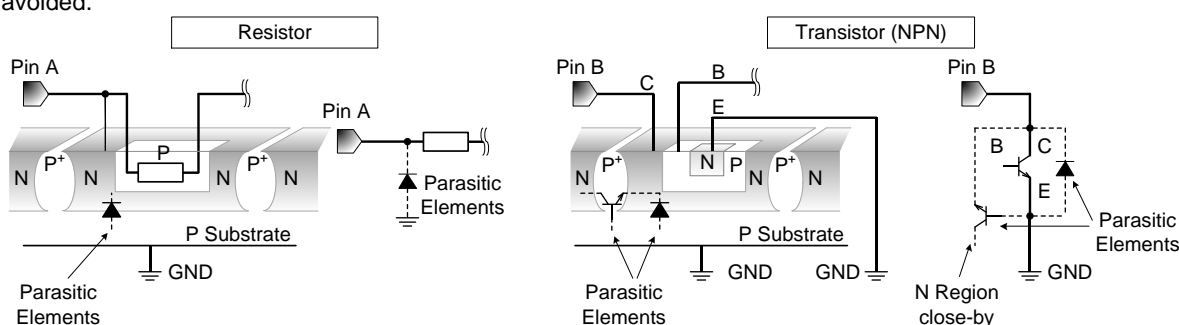 avoided.
Resistor
Transistor (NPN)
Pin A
Pin B
B
Pin B
C
E
Pin A
P
N P+ N N P+ N
Parasitic
Elements
P Substrate
GND
Parasitic
Elements
N P+ N N P N P+ N
P Substrate
GND
GND
Parasitic
Elements
B C
E
Parasitic
Elements
GND
N Region
close-by